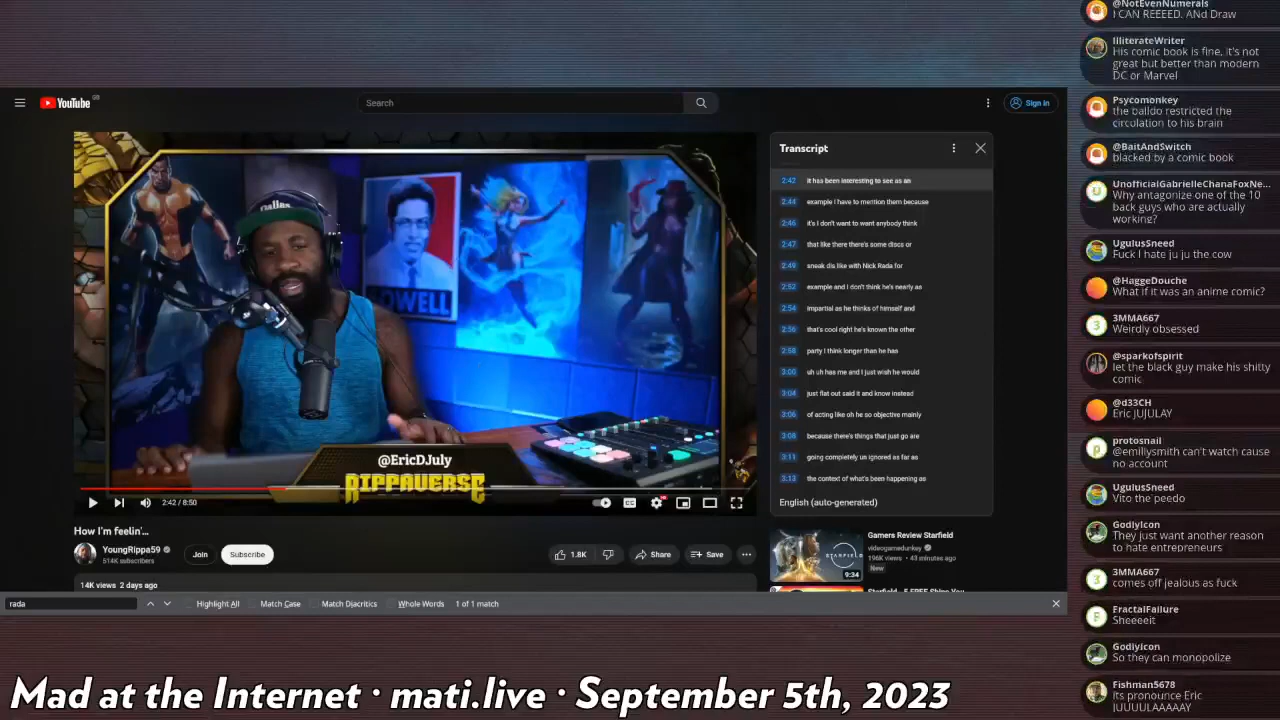 YouTube
GB
Search
Sign in
dallas
OWELL
@EricDJuly
RIPPAVERSE
2:42 / 8:50
Transcript
2:42 it has been interesting to see as an
2:44 example I have to mention them because
2:46 it's I don't want to want anybody think
2:47 that like there there's some discs or
2:49 sneak dis like with Nick Rada for
2:52 example and I don't think he's nearly as
2:54 impartial as he thinks of himself and
2:56 that's cool right he's known the other
2:58 party I think longer than he has
3:00 uh uh has me and I just wish he would
3:04 just flat out said it and know instead
3:06 of acting like oh he so objective mainly
3:08 because there's things that just go are
3:11 going completely un ignored as far as
3:13 the context of what's been happening as
English (auto-generated)
How I'm feelin'...
YoungRippa59
514K subscribers
Join
Subscribe
1.8K
Share
Save
14K views 2 days ago
STARFIELD
9:34
Gamers Review Starfield
videogamedunkey
196K views • 43 minutes ago
New
rada
Highlight All
Match Case
Match Diacritics
Whole Words
1 of 1 match
@NotEvenNumerals
I CAN REEEED. ANd Draw
IlliterateWriter
His comic book is fine, it's not
great but better than modern
DC or Marvel
Psycomonkey
the balldo restricted the
circulation to his brain
@BaitAndSwitch
blacked by a comic book
UnofficialGabrielleChanaFoxNe...
Why antagonize one of the 10
back guys who are actually
working?
UgulusSneed
Fuck I hate ju ju the cow
@HaggeDouche
What if it was an anime comic?
3MMA667
Weirdly obsessed
@sparkofspirit
let the black guy make his shitty
comic
@d33CH
Eric JUJULAY
protosnail
@emillysmith can't watch cause
no account
UgulusSneed
Vito the peedo
GodlyIcon
They just want another reason
to hate entrepreneurs
3MMA667
comes off jealous as fuck
FractalFailure
Sheeeeit
GodlyIcon
So they can monopolize
Fishman5678
Its pronounce Eric
JUUUULAAAAAY
Mad at the Internet · mati.live · September 5th, 2023